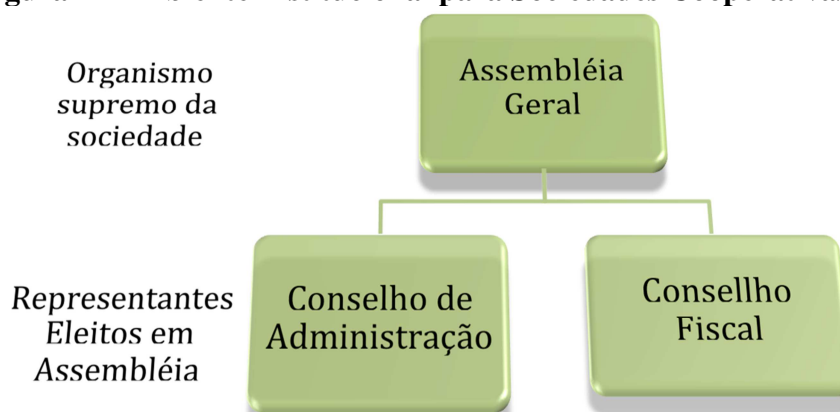 Organismo
supremo da
sociedade
Assembléia
Geral
Representantes
Eleitos em
Assembléia
Conselho de
Administração
Consellho
Fiscal